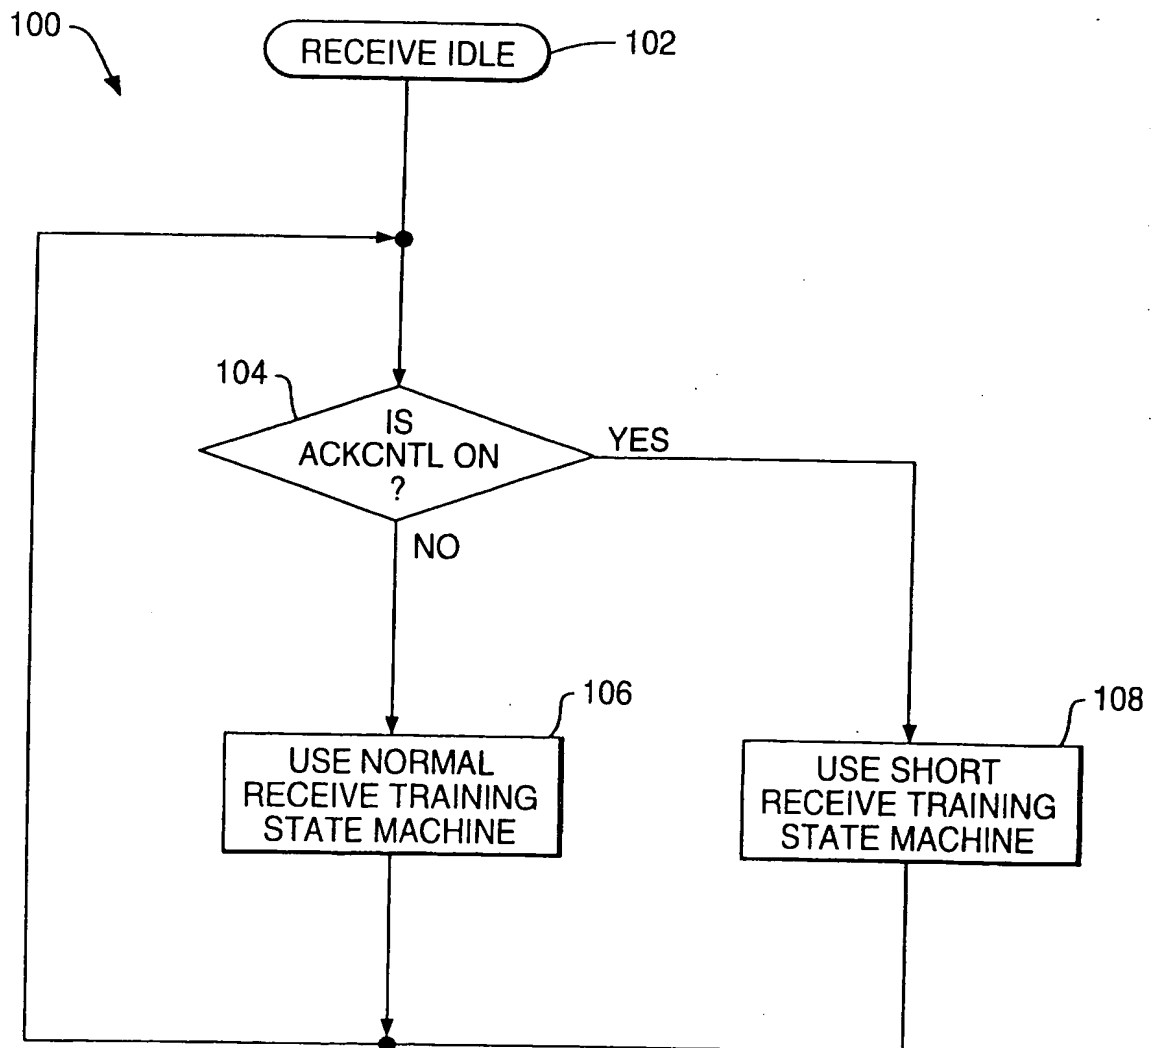 100
RECEIVE IDLE
102
104
IS
ACKCNTL ON
?
YES
NO
106
USE NORMAL
RECEIVE TRAINING
STATE MACHINE
108
USE SHORT
RECEIVE TRAINING
STATE MACHINE